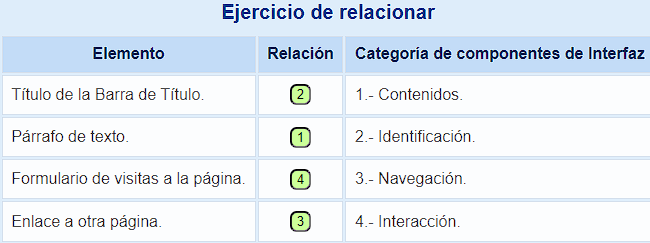 Ejercicio de relacionar
Elemento Relación Categoría de componentes de Interfaz
Título de la Barra de Título. 2 1.- Contenidos.
Párrafo de texto. 1 2.- Identificación.
Formulario de visitas a la página. 4 3.- Navegación.
Enlace a otra página. 3 4.- Interacción.